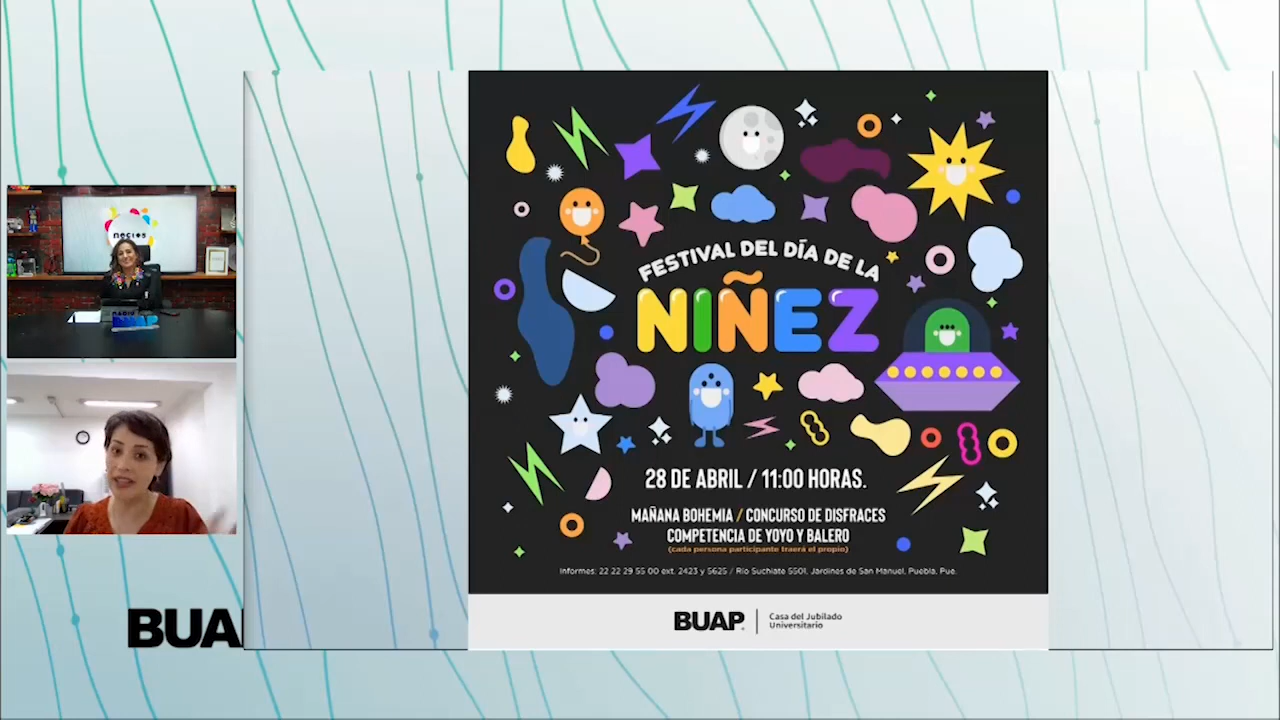 FESTIVAL DEL DÍA DE LA
NIÑEZ
28 DE ABRIL / 11:00 HORAS.
MAÑANA BOHEMIA / CONCURSO DE DISFRACES
COMPETENCIA DE YOYO Y BALERO
(cada persona participante traerá el propio)
Informes: 22 22 29 55 00 ext. 2423 y 5625 / Río Suchiate 5501, Jardines de San Manuel, Puebla, Pue.
BUAP
Casa del Jubilado
Universitario
BUA